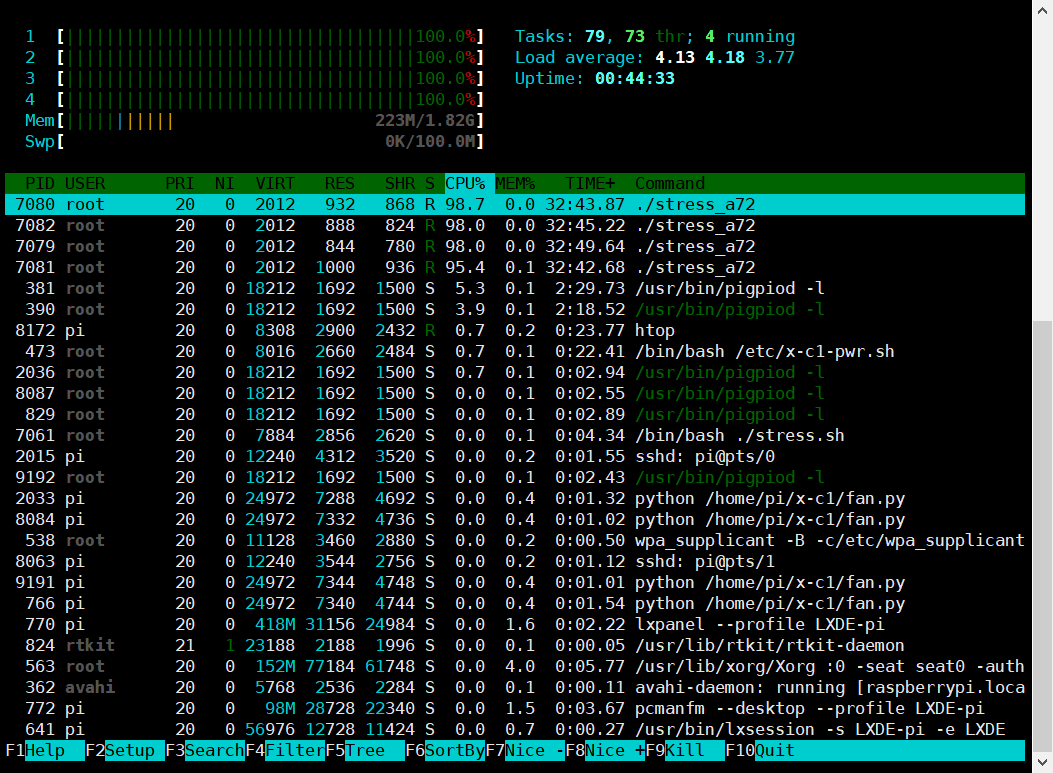 1 [||||||||||||||||||||||||||||||||||||100.0%] Tasks: 79, 73 thr; 4 running
2 [||||||||||||||||||||||||||||||||||||100.0%] Load average: 4.13 4.18 3.77
3 [||||||||||||||||||||||||||||||||||||100.0%] Uptime: 00:44:33
4 [||||||||||||||||||||||||||||||||||||100.0%]
Mem[||||||||||| 223M/1.82G]
Swp[ 0K/100.0M]
PID USER PRI NI VIRT RES SHR S CPU% MEM% TIME+ Command
7080 root 20 0 2012 932 868 R 98.7 0.0 32:43.87 ./stress_a72
7082 root 20 0 2012 888 824 R 98.0 0.0 32:45.22 ./stress_a72
7079 root 20 0 2012 844 780 R 98.0 0.0 32:49.64 ./stress_a72
7081 root 20 0 2012 1000 936 R 95.4 0.1 32:42.68 ./stress_a72
381 root 20 0 18212 1692 1500 S 5.3 0.1 2:29.73 /usr/bin/pigpiod -l
390 root 20 0 18212 1692 1500 S 3.9 0.1 2:18.52 /usr/bin/pigpiod -l
8172 pi 20 0 8308 2900 2432 R 0.7 0.2 0:23.77 htop
473 root 20 0 8016 2660 2484 S 0.7 0.1 0:22.41 /bin/bash /etc/x-c1-pwr.sh
2036 root 20 0 18212 1692 1500 S 0.7 0.1 0:02.94 /usr/bin/pigpiod -l
8087 root 20 0 18212 1692 1500 S 0.0 0.1 0:02.55 /usr/bin/pigpiod -l
829 root 20 0 18212 1692 1500 S 0.0 0.1 0:02.89 /usr/bin/pigpiod -l
7061 root 20 0 7884 2856 2620 S 0.0 0.1 0:04.34 /bin/bash ./stress.sh
2015 pi 20 0 12240 4312 3520 S 0.0 0.2 0:01.55 sshd: pi@pts/0
9192 root 20 0 18212 1692 1500 S 0.0 0.1 0:02.43 /usr/bin/pigpiod -l
2033 pi 20 0 24972 7288 4692 S 0.0 0.4 0:01.32 python /home/pi/x-c1/fan.py
8084 pi 20 0 24972 7332 4736 S 0.0 0.4 0:01.02 python /home/pi/x-c1/fan.py
538 root 20 0 11128 3460 2880 S 0.0 0.2 0:00.50 wpa_supplicant -B -c/etc/wpa_supplicant
8063 pi 20 0 12240 3544 2756 S 0.0 0.2 0:01.12 sshd: pi@pts/1
9191 pi 20 0 24972 7344 4748 S 0.0 0.4 0:01.01 python /home/pi/x-c1/fan.py
766 pi 20 0 24972 7340 4744 S 0.0 0.4 0:01.54 python /home/pi/x-c1/fan.py
770 pi 20 0 418M 31156 24984 S 0.0 1.6 0:02.22 lxpanel --profile LXDE-pi
824 rtkit 21 1 23188 2188 1996 S 0.0 0.1 0:00.05 /usr/lib/rtkit/rtkit-daemon
563 root 20 0 152M 77184 61748 S 0.0 4.0 0:05.77 /usr/lib/xorg/Xorg :0 -seat seat0 -auth
362 avahi 20 0 5768 2536 2284 S 0.0 0.1 0:00.11 avahi-daemon: running [raspberrypi.loca
772 pi 20 0 98M 28728 22340 S 0.0 1.5 0:03.67 pcmanfm --desktop --profile LXDE-pi
641 pi 20 0 56976 12728 11424 S 0.0 0.7 0:00.27 /usr/bin/lxsession -s LXDE-pi -e LXDE
F1Help F2Setup F3SearchF4FilterF5Tree F6SortByF7Nice -F8Nice +F9Kill F10Quit